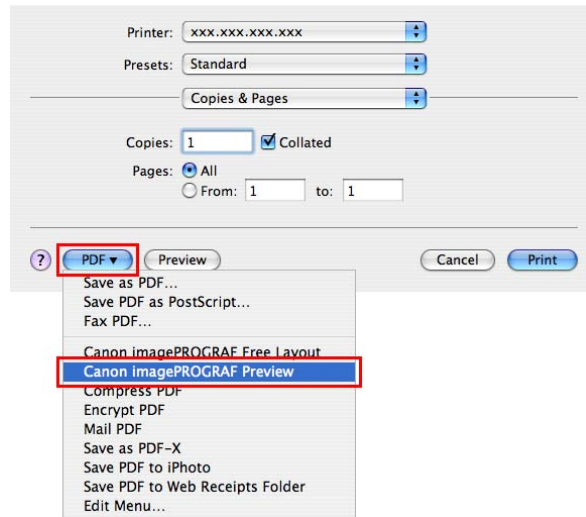 Printer: xxx.xxx.xxx.xxx
Presets: Standard
Copies & Pages
Copies: 1 Collated
Pages: All
From: 1 to: 1
? PDF Preview Cancel Print
Save as PDF...
Save PDF as PostScript...
Fax PDF...
Canon imagePROGRAF Free Layout
Canon imagePROGRAF Preview
Compress PDF
Encrypt PDF
Mail PDF
Save as PDF-X
Save PDF to iPhoto
Save PDF to Web Receipts Folder
Edit Menu...